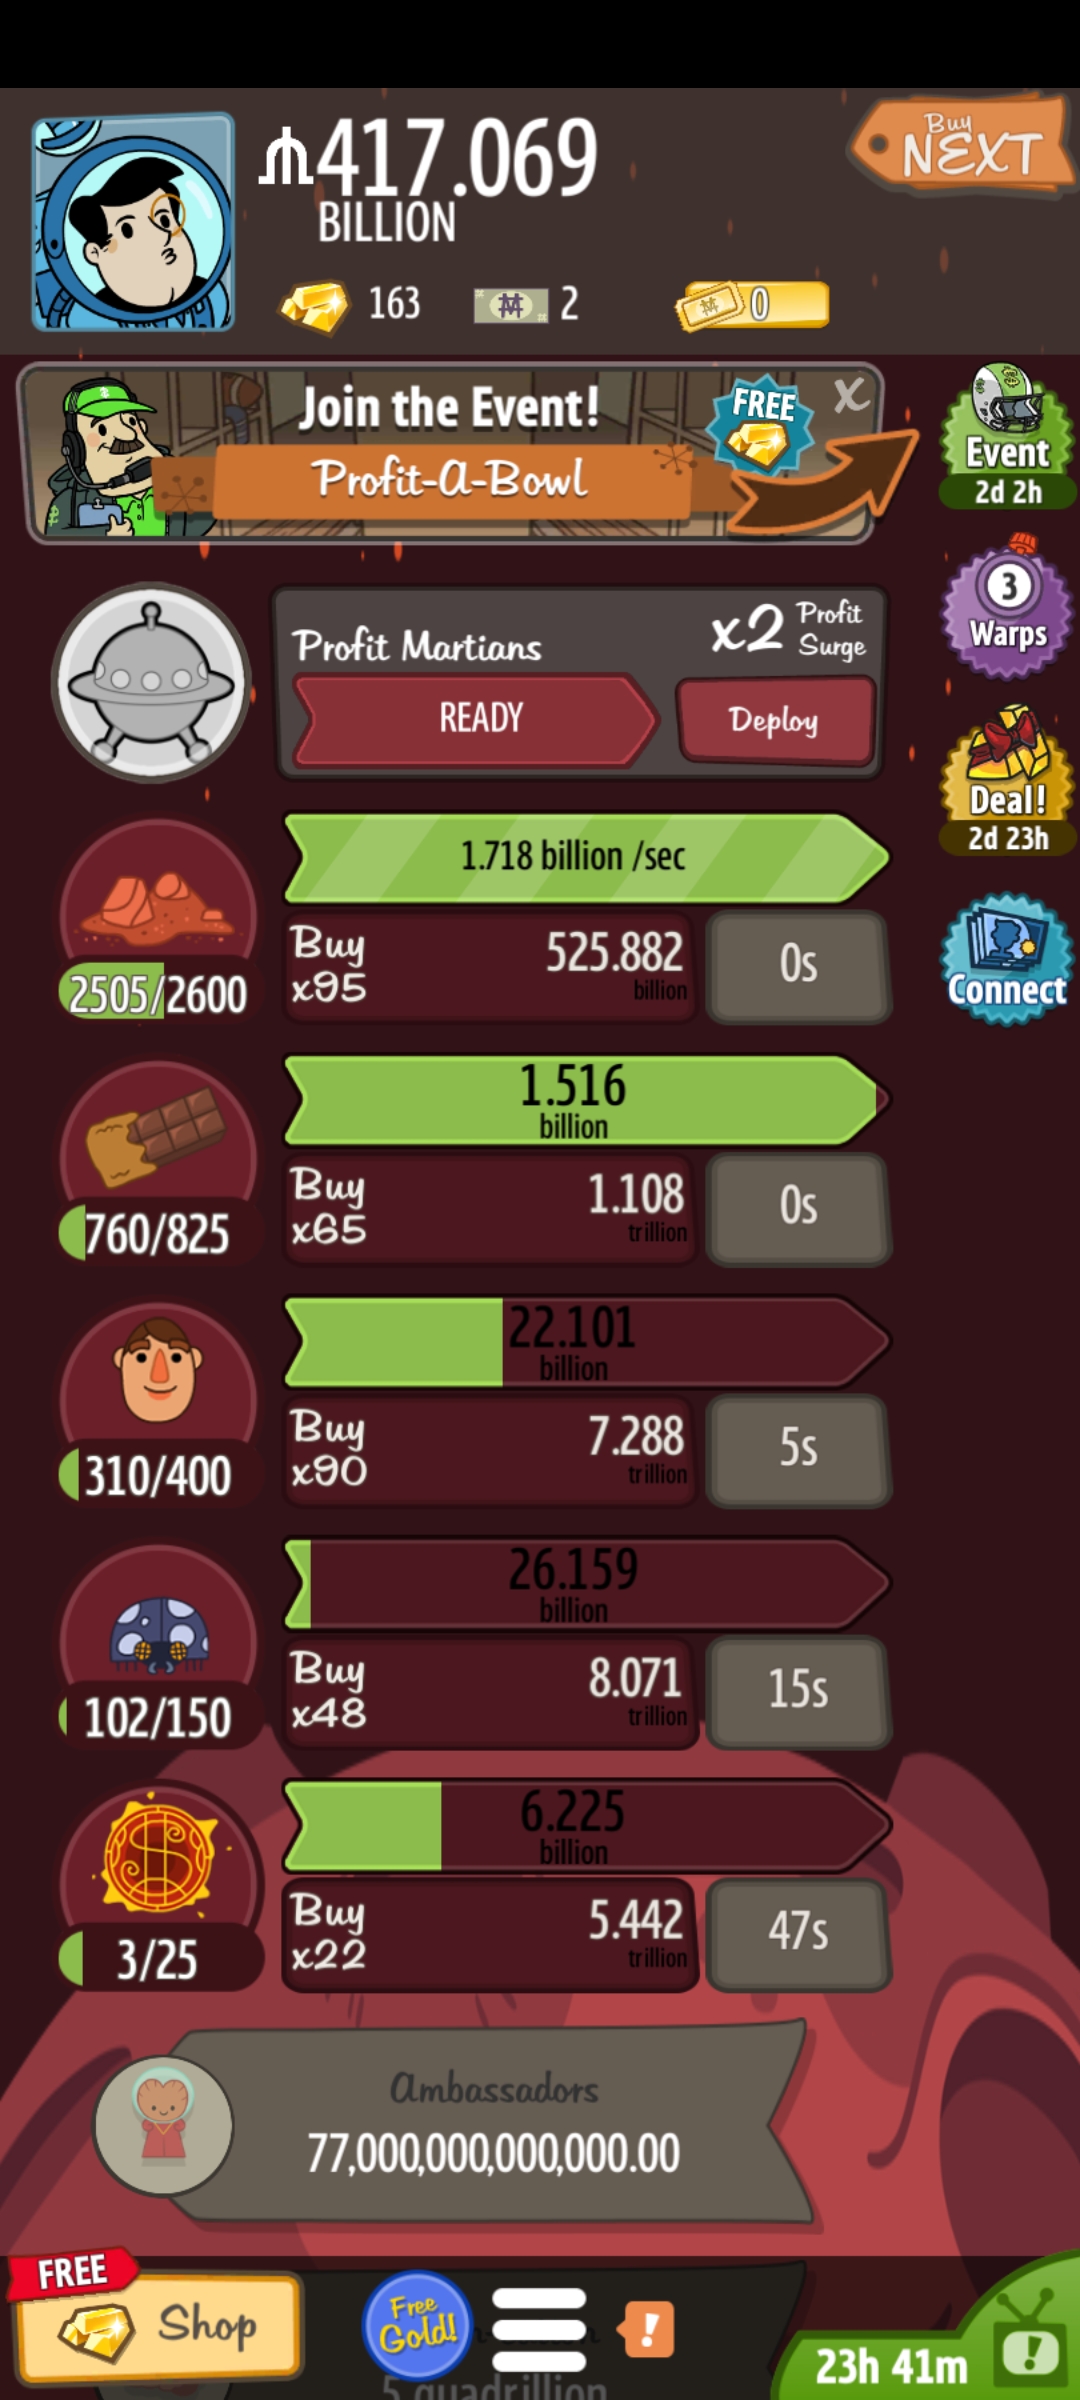 ₥417.069
BILLION
Buy
NEXT
163
2
0
Join the Event!
FREE
X
Profit-A-Bowl
Event
2d 2h
3
Warps
Profit Martians
x2 Profit Surge
READY
Deploy
Deal!
2d 23h
1.718 billion /sec
Buy
x95
525.882
billion
0s
2505/2600
Connect
1.516
billion
Buy
x65
1.108
trillion
0s
760/825
22.101
billion
Buy
x90
7.288
trillion
5s
310/400
26.159
billion
Buy
x48
8.071
trillion
15s
102/150
6.225
billion
Buy
x22
5.442
trillion
47s
3/25
Ambassadors
77,000,000,000,000.00
FREE
Shop
Free
Gold!
!
!
23h 41m
5 quadrillion